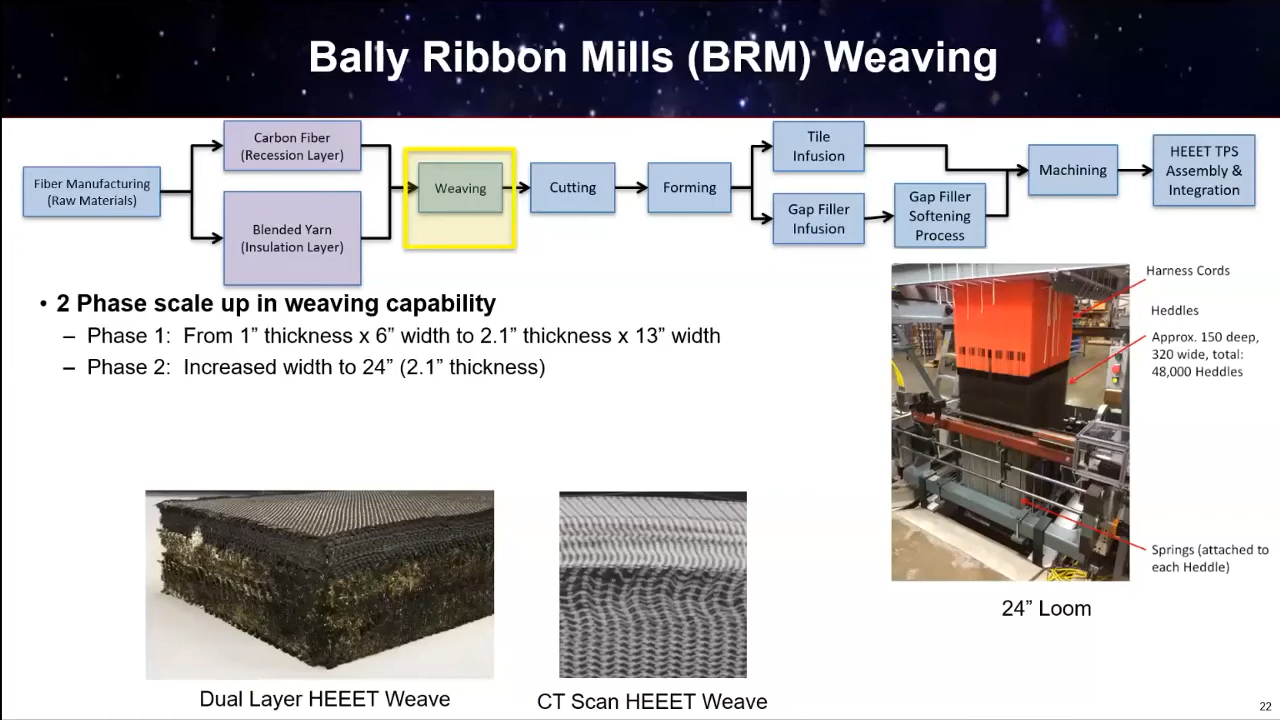 Bally Ribbon Mills (BRM) Weaving
Fiber Manufacturing
(Raw Materials)
Carbon Fiber
(Recession Layer)
Blended Yarn
(Insulation Layer)
Weaving
Cutting
Forming
Tile
Infusion
Gap Filler
Infusion
Gap Filler
Softening
Process
Machining
HEEET TPS
Assembly &
Integration
• 2 Phase scale up in weaving capability
– Phase 1: From 1” thickness x 6” width to 2.1” thickness x 13” width
– Phase 2: Increased width to 24” (2.1” thickness)
Harness Cords
Heddles
Approx. 150 deep,
320 wide, total:
48,000 Heddles
Springs (attached to
each Heddle)
24” Loom
Dual Layer HEEET Weave
CT Scan HEEET Weave
22